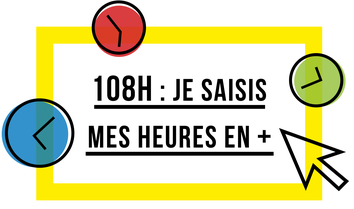 108H : JE SAISIS
MES HEURES EN +